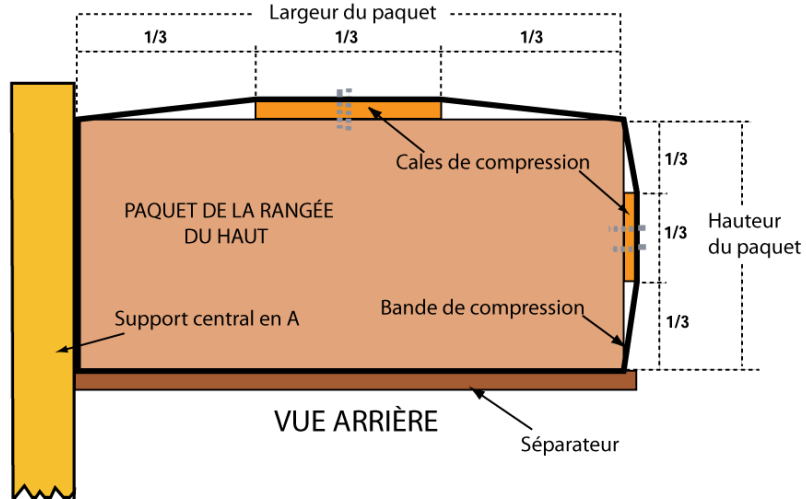 Largeur du paquet
1/3 1/3 1/3
Cales de compression
1/3
PAQUET DE LA RANGÉE
DU HAUT
1/3
Hauteur
du paquet
Support central en A
Bande de compression
1/3
VUE ARRIÈRE
Séparateur